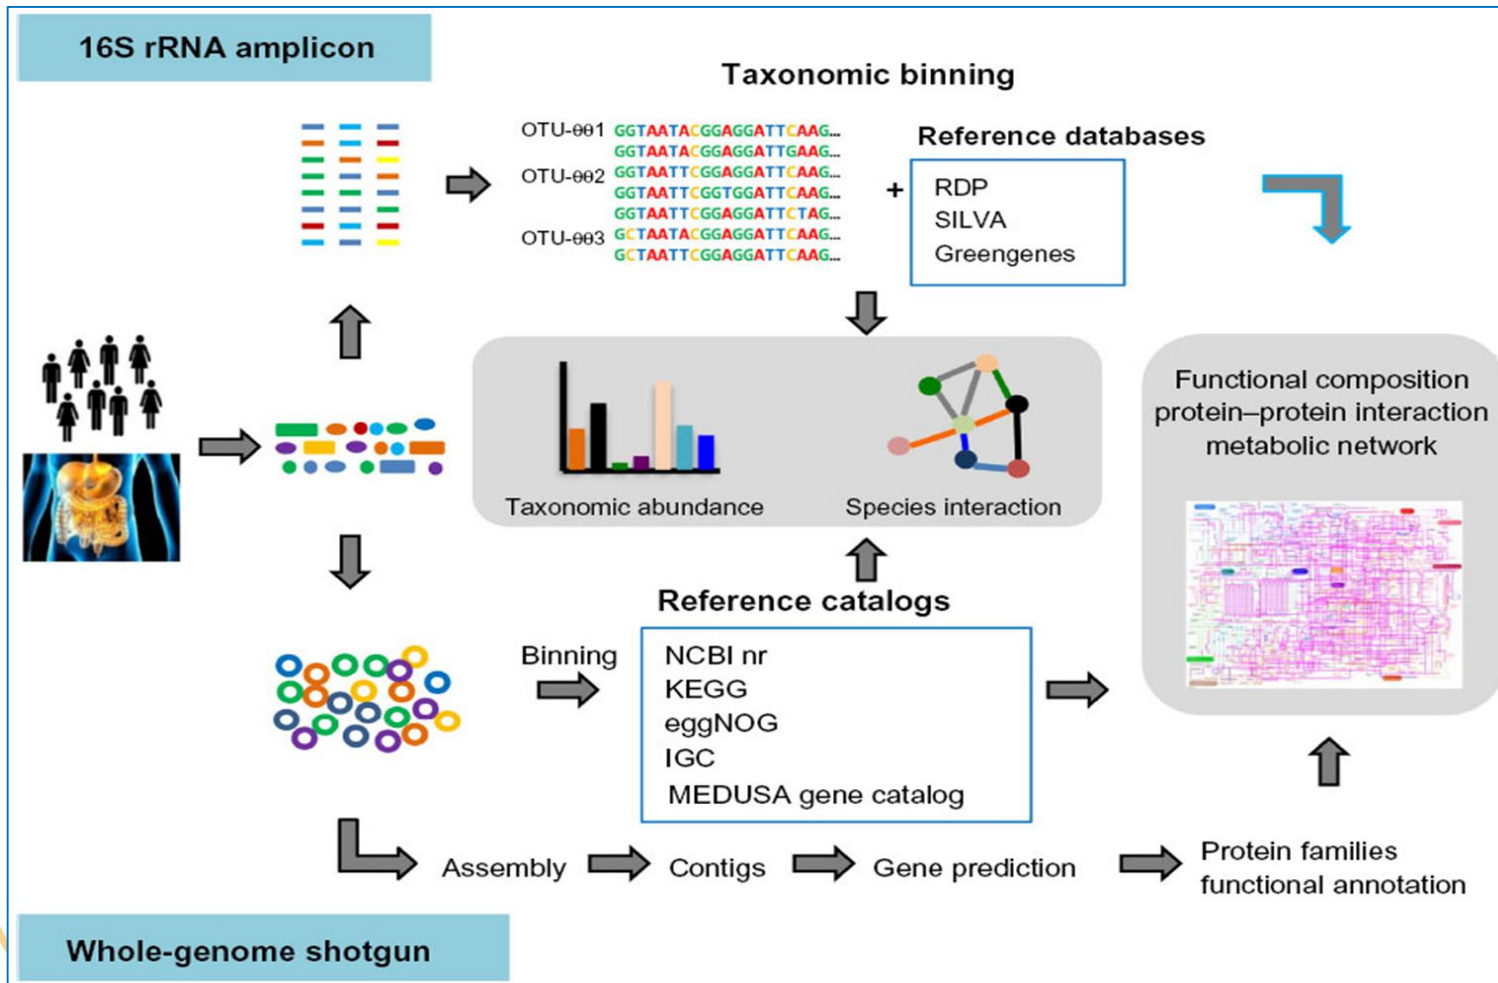 16S rRNA amplicon
Taxonomic binning
OTU-001 GGTAATACGGAGGATTCAAG...
GGTAATACGGAGGATTGAAG...
OTU-002 GGTAATTCGGAGGATTCAAG...
GGTAATTCGGTGGATTCAAG...
GGTAATTCGGAGGATTCTAG...
OTU-003 GCTAATACGGAGGATTCAAG...
GCTAATTCGGAGGATTCAAG...
+
Reference databases
RDP
SILVA
Greengenes
Taxonomic abundance
Species interaction
Functional composition
protein–protein interaction
metabolic network
Binning
Reference catalogs
NCBI nr
KEGG
eggNOG
IGC
MEDUSA gene catalog
Assembly
Contigs
Gene prediction
Protein families
functional annotation
Whole-genome shotgun